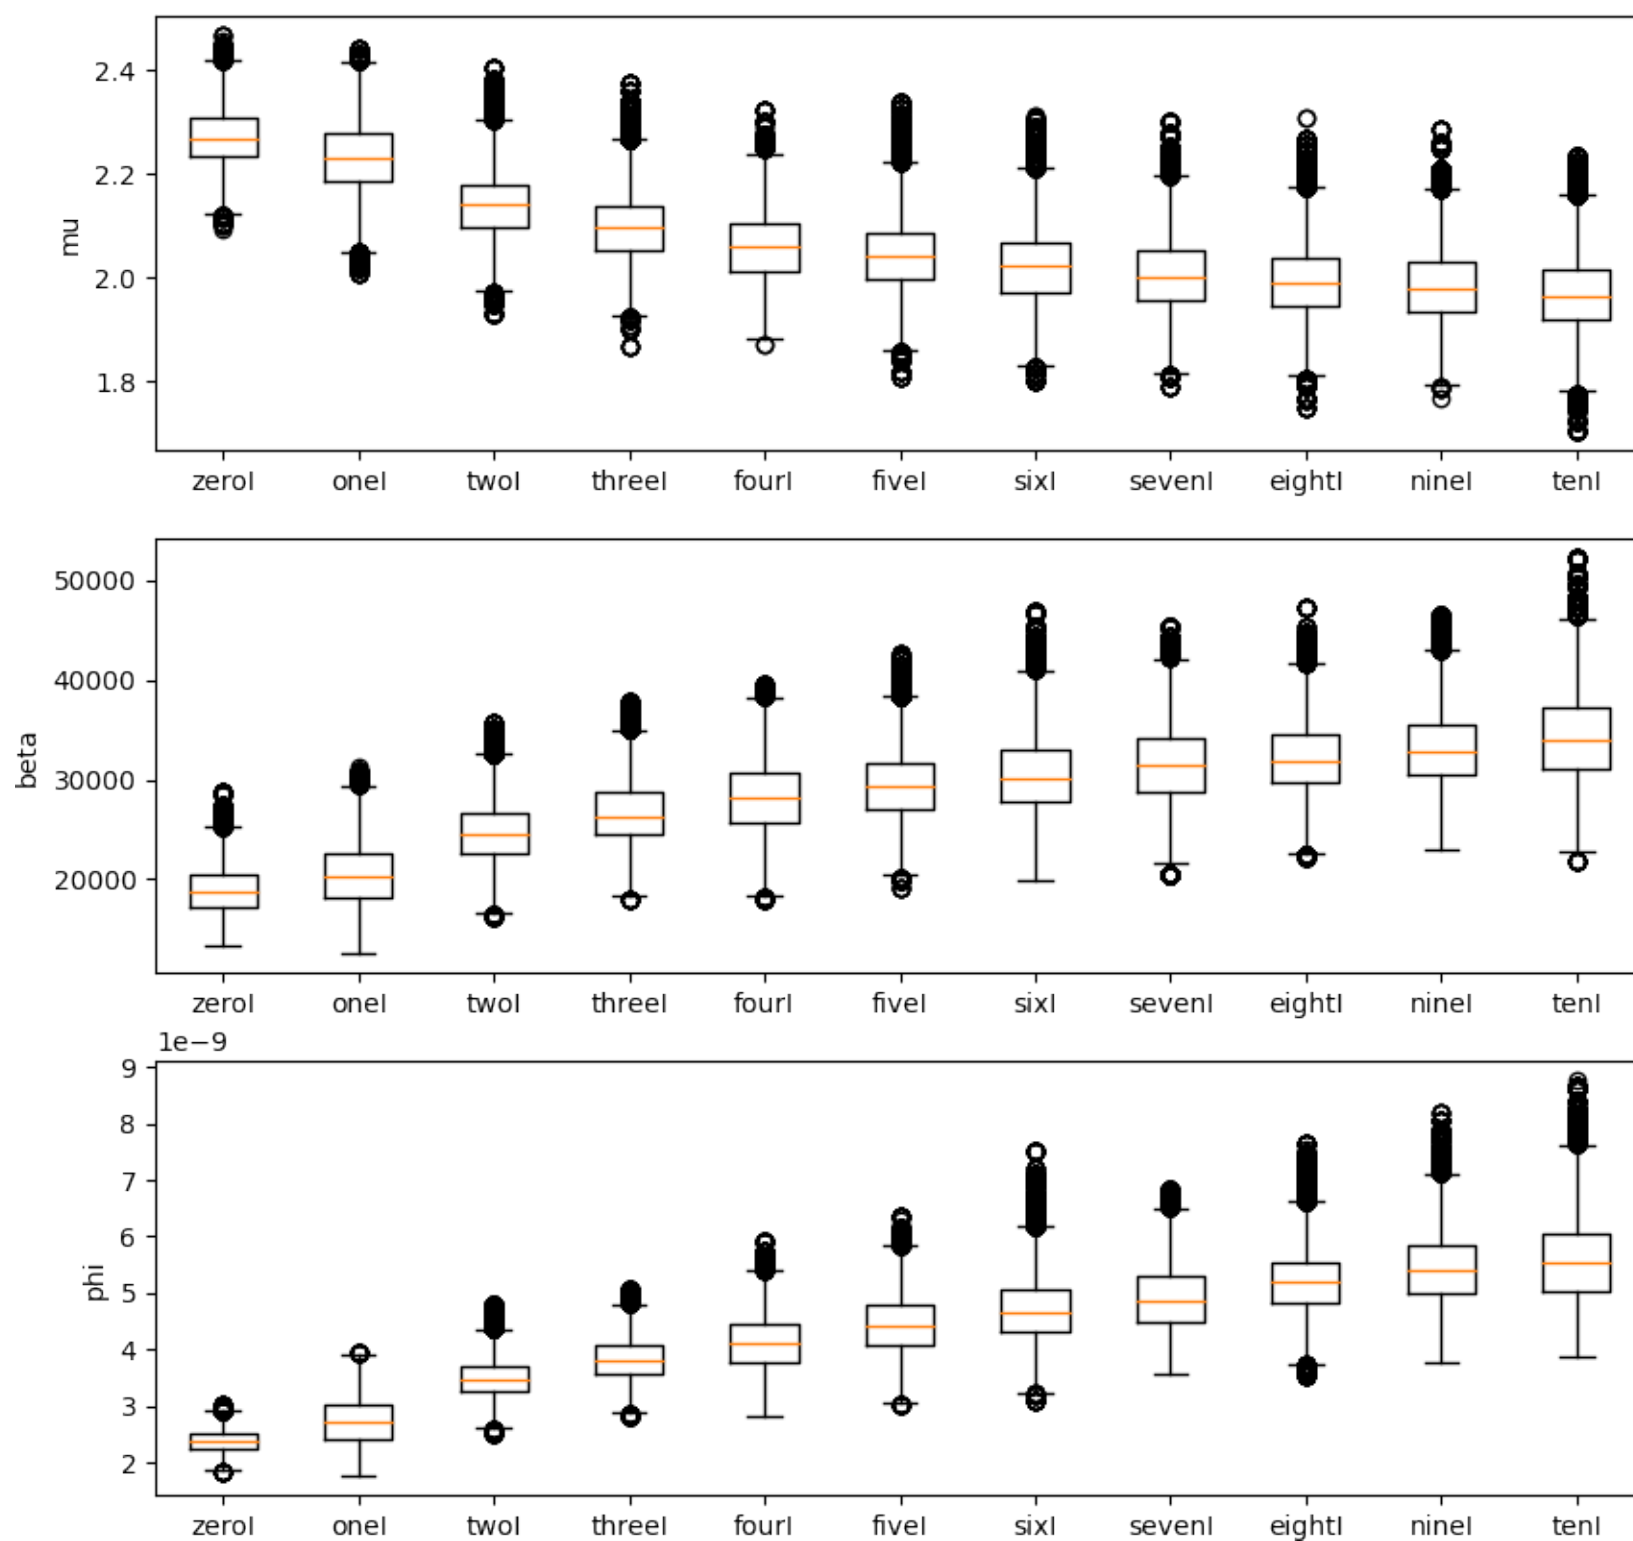 2.4
2.2
2.0
1.8
mu
zeroI oneI twoI threeI fourI fiveI sixI sevenI eightI nineI tenI
50000
40000
30000
20000
beta
zeroI oneI twoI threeI fourI fiveI sixI sevenI eightI nineI tenI
1e−9
9
8
7
6
5
4
3
2
phi
zeroI oneI twoI threeI fourI fiveI sixI sevenI eightI nineI tenI